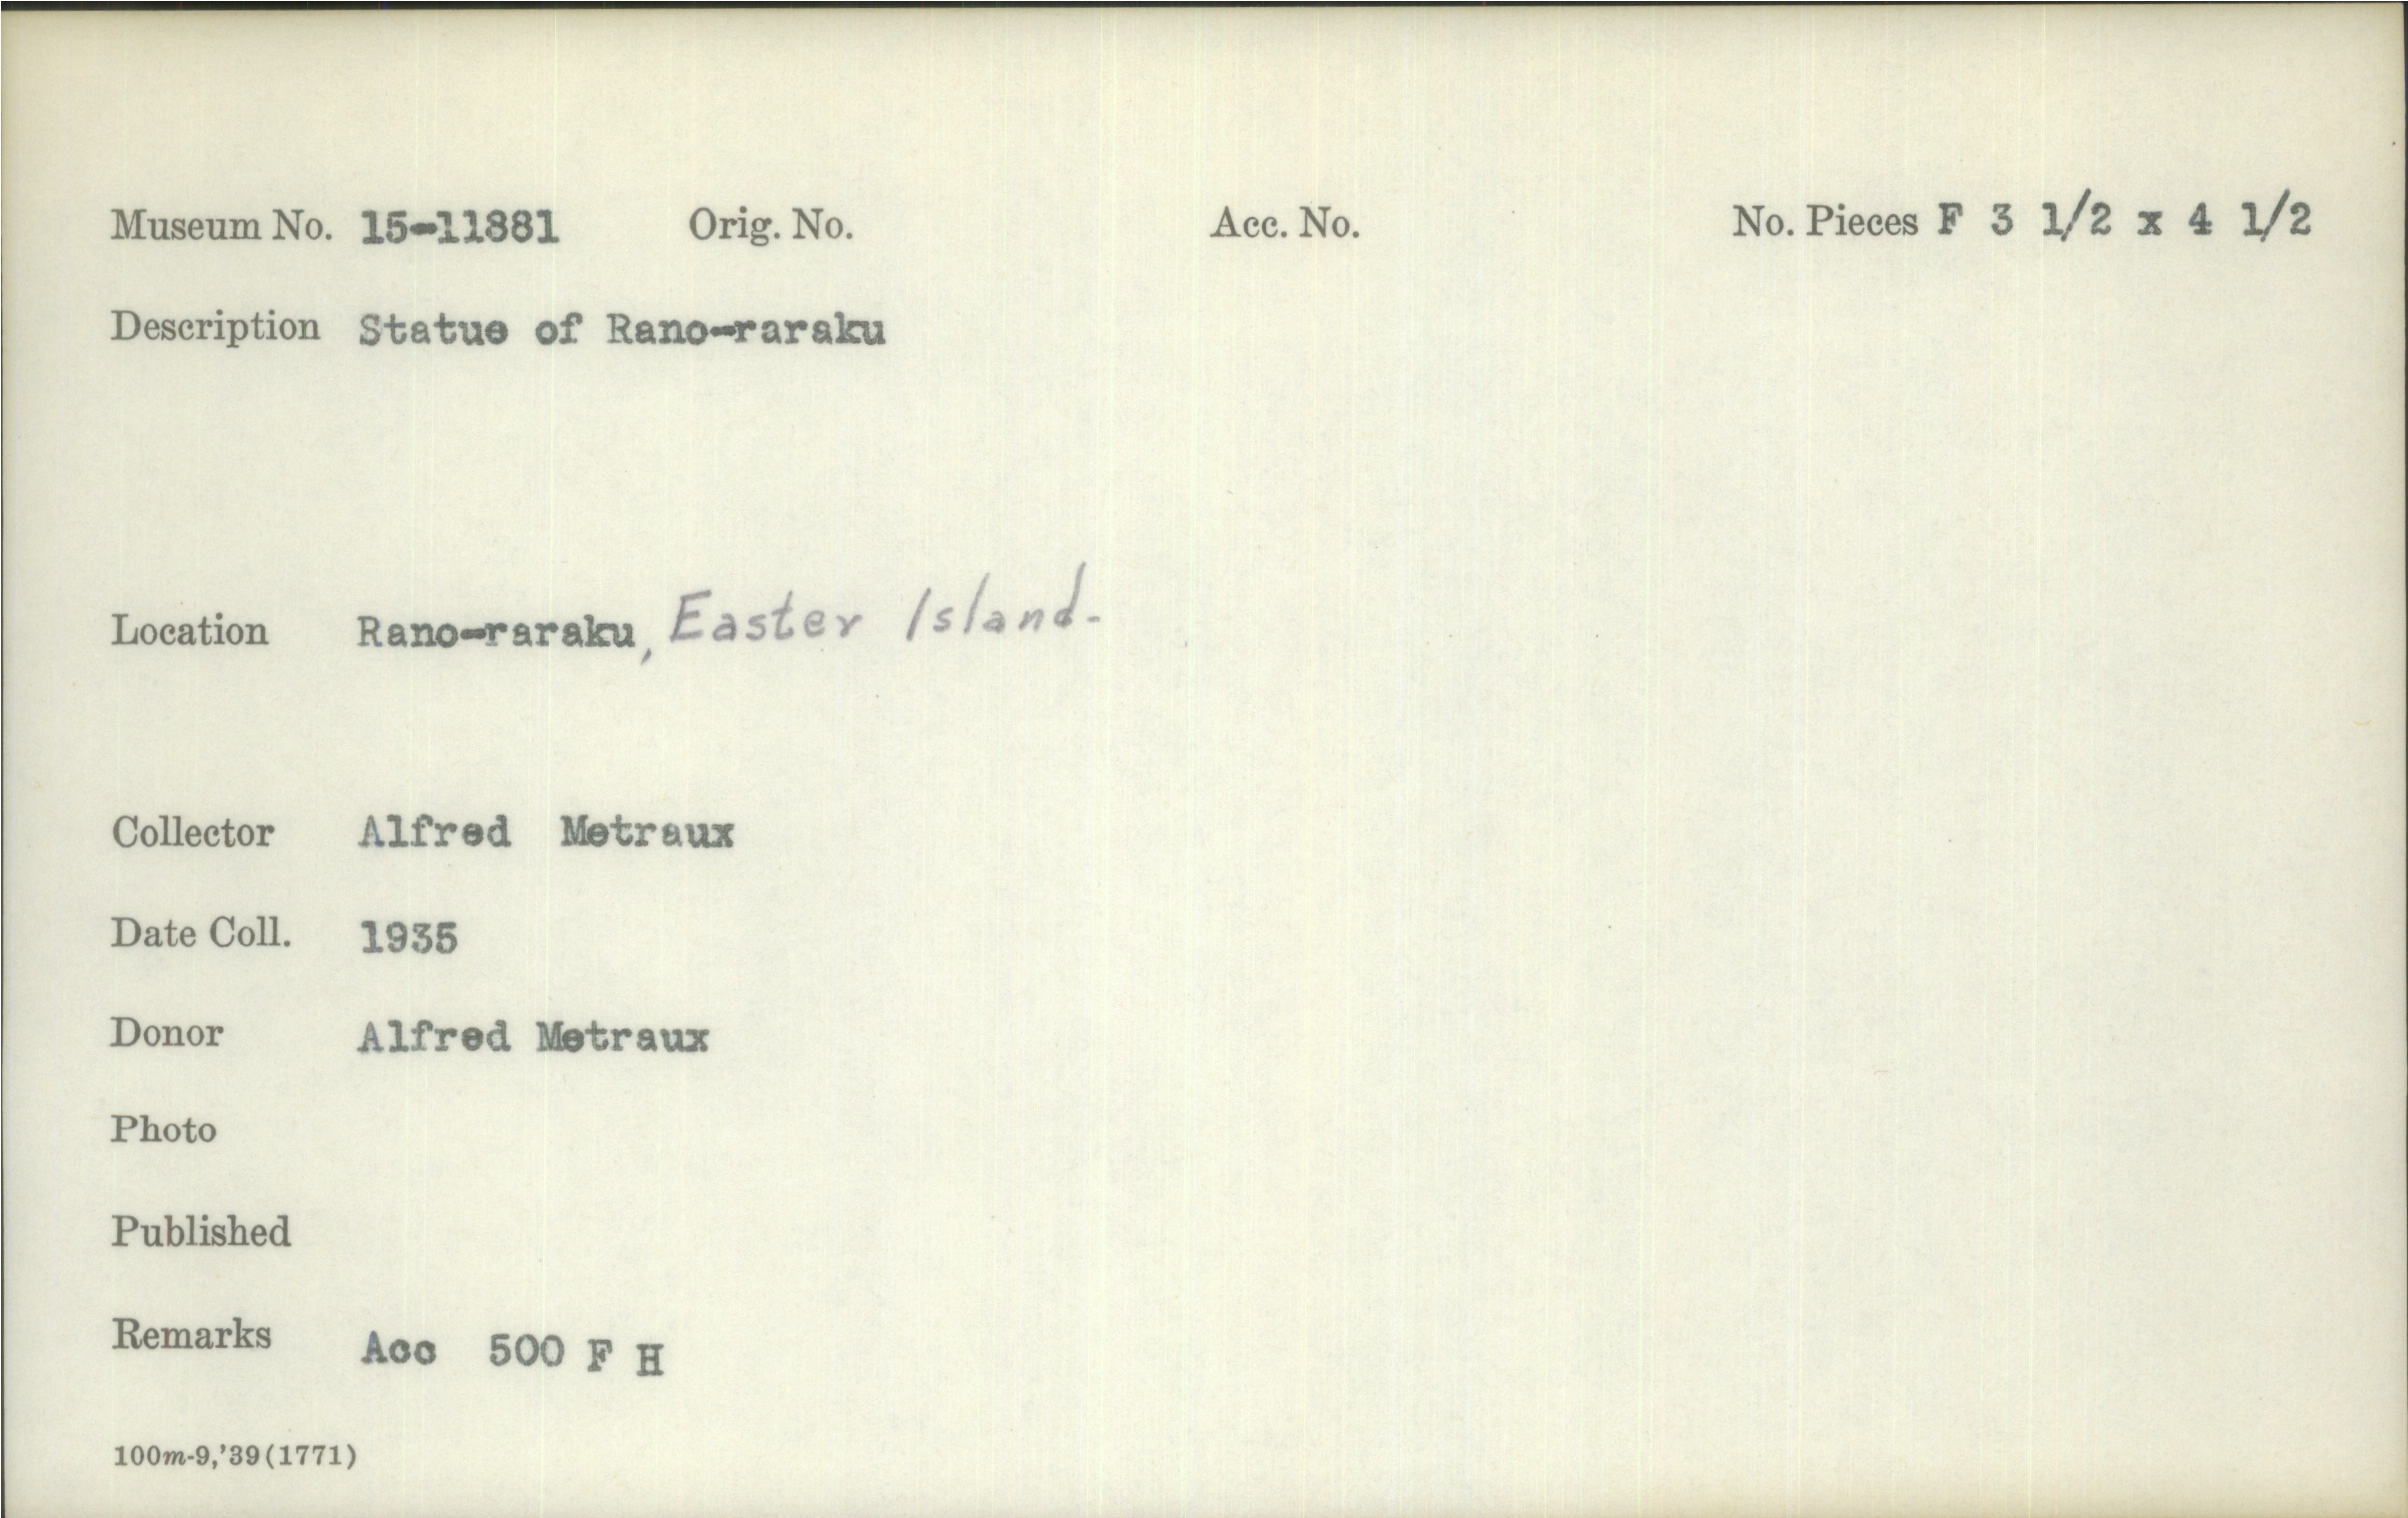 Museum No. 15-11881 Orig. No. Acc. No. No. Pieces F 3 1/2 x 4 1/2
Description Statue of Rano-raraku
Location Rano-raraku, Easter Island.
Collector Alfred Metraux
Date Coll. 1935
Donor Alfred Metraux
Photo
Published
Remarks Acc 500 F H
100m-9,'39(1771)